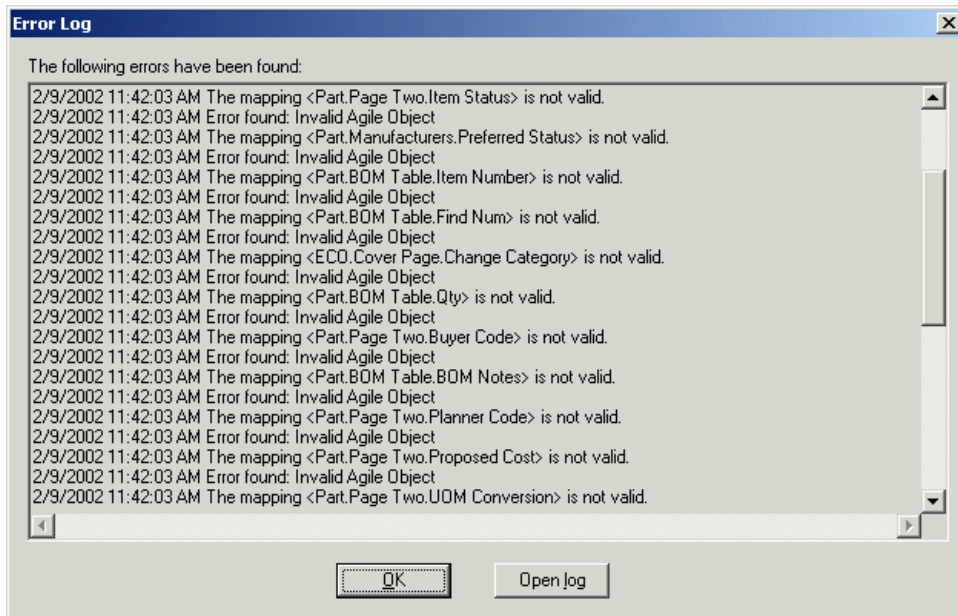 Error Log
The following errors have been found:
2/9/2002 11:42:03 AM The mapping <Part.Page Two.Item Status> is not valid.
2/9/2002 11:42:03 AM Error found: Invalid Agile Object
2/9/2002 11:42:03 AM The mapping <Part.Manufacturers.Preferred Status> is not valid.
2/9/2002 11:42:03 AM Error found: Invalid Agile Object
2/9/2002 11:42:03 AM The mapping <Part.BOM Table.Item Number> is not valid.
2/9/2002 11:42:03 AM Error found: Invalid Agile Object
2/9/2002 11:42:03 AM The mapping <Part.BOM Table.Find Num> is not valid.
2/9/2002 11:42:03 AM Error found: Invalid Agile Object
2/9/2002 11:42:03 AM The mapping <ECO.Cover Page.Change Category> is not valid.
2/9/2002 11:42:03 AM Error found: Invalid Agile Object
2/9/2002 11:42:03 AM The mapping <Part.BOM Table.Qty> is not valid.
2/9/2002 11:42:03 AM Error found: Invalid Agile Object
2/9/2002 11:42:03 AM The mapping <Part.Page Two.Buyer Code> is not valid.
2/9/2002 11:42:03 AM Error found: Invalid Agile Object
2/9/2002 11:42:03 AM The mapping <Part.BOM Table.BOM Notes> is not valid.
2/9/2002 11:42:03 AM Error found: Invalid Agile Object
2/9/2002 11:42:03 AM The mapping <Part.Page Two.Planner Code> is not valid.
2/9/2002 11:42:03 AM Error found: Invalid Agile Object
2/9/2002 11:42:03 AM The mapping <Part.Page Two.Proposed Cost> is not valid.
2/9/2002 11:42:03 AM Error found: Invalid Agile Object
2/9/2002 11:42:03 AM The mapping <Part.Page Two.UOM Conversion> is not valid.
OK
Open log